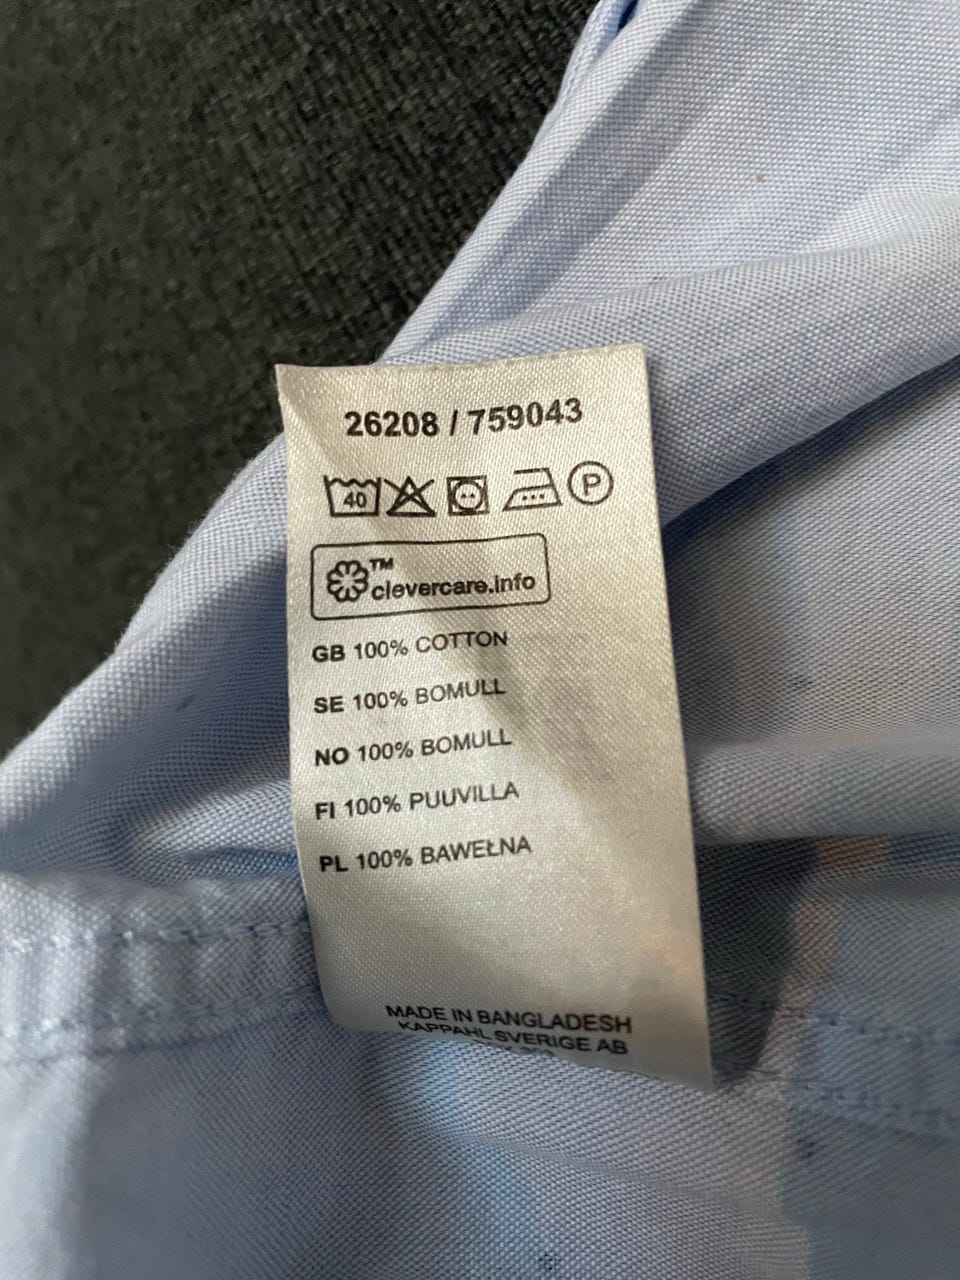 26208 / 759043
40 P
TM
clevercare.info
GB 100% COTTON
SE 100% BOMULL
NO 100% BOMULL
FI 100% PUUVILLA
PL 100% BAWEŁNA
MADE IN BANGLADESH
KAPPAHL SVERIGE AB